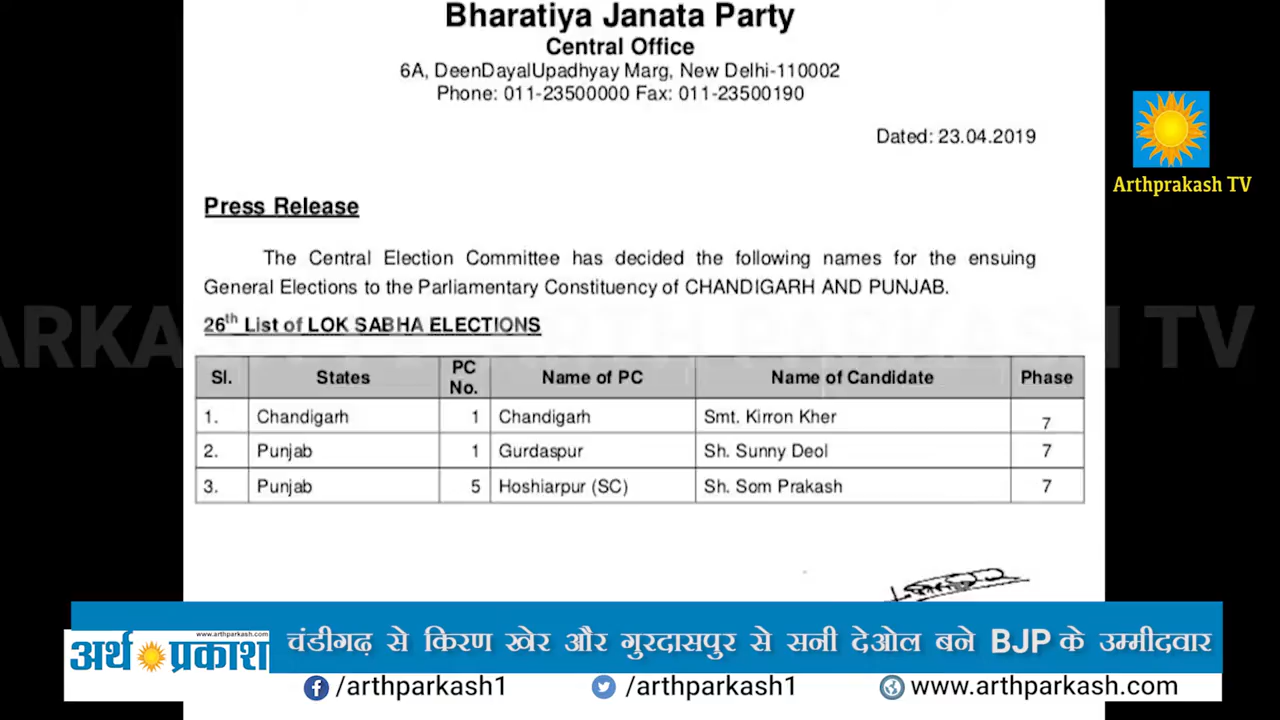 Bharatiya Janata Party
Central Office
6A, DeenDayalUpadhyay Marg, New Delhi-110002
Phone: 011-23500000 Fax: 011-23500190
Dated: 23.04.2019
Arthprakash TV
Press Release
The Central Election Committee has decided the following names for the ensuing
General Elections to the Parliamentary Constituency of CHANDIGARH AND PUNJAB.
26th List of LOK SABHA ELECTIONS
ARTH PARKASH TV
Sl. States PC No. Name of PC Name of Candidate Phase
1. Chandigarh 1 Chandigarh Smt. Kirron Kher 7
2. Punjab 1 Gurdaspur Sh. Sunny Deol 7
3. Punjab 5 Hoshiarpur (SC) Sh. Som Prakash 7
www.arthparkash.com
अर्थ प्रकाश
चंडीगढ़ से किरण खेर और गुरदासपुर से सनी देओल बने BJP के उम्मीदवार
/arthparkash1 /arthparkash1 www.arthparkash.com